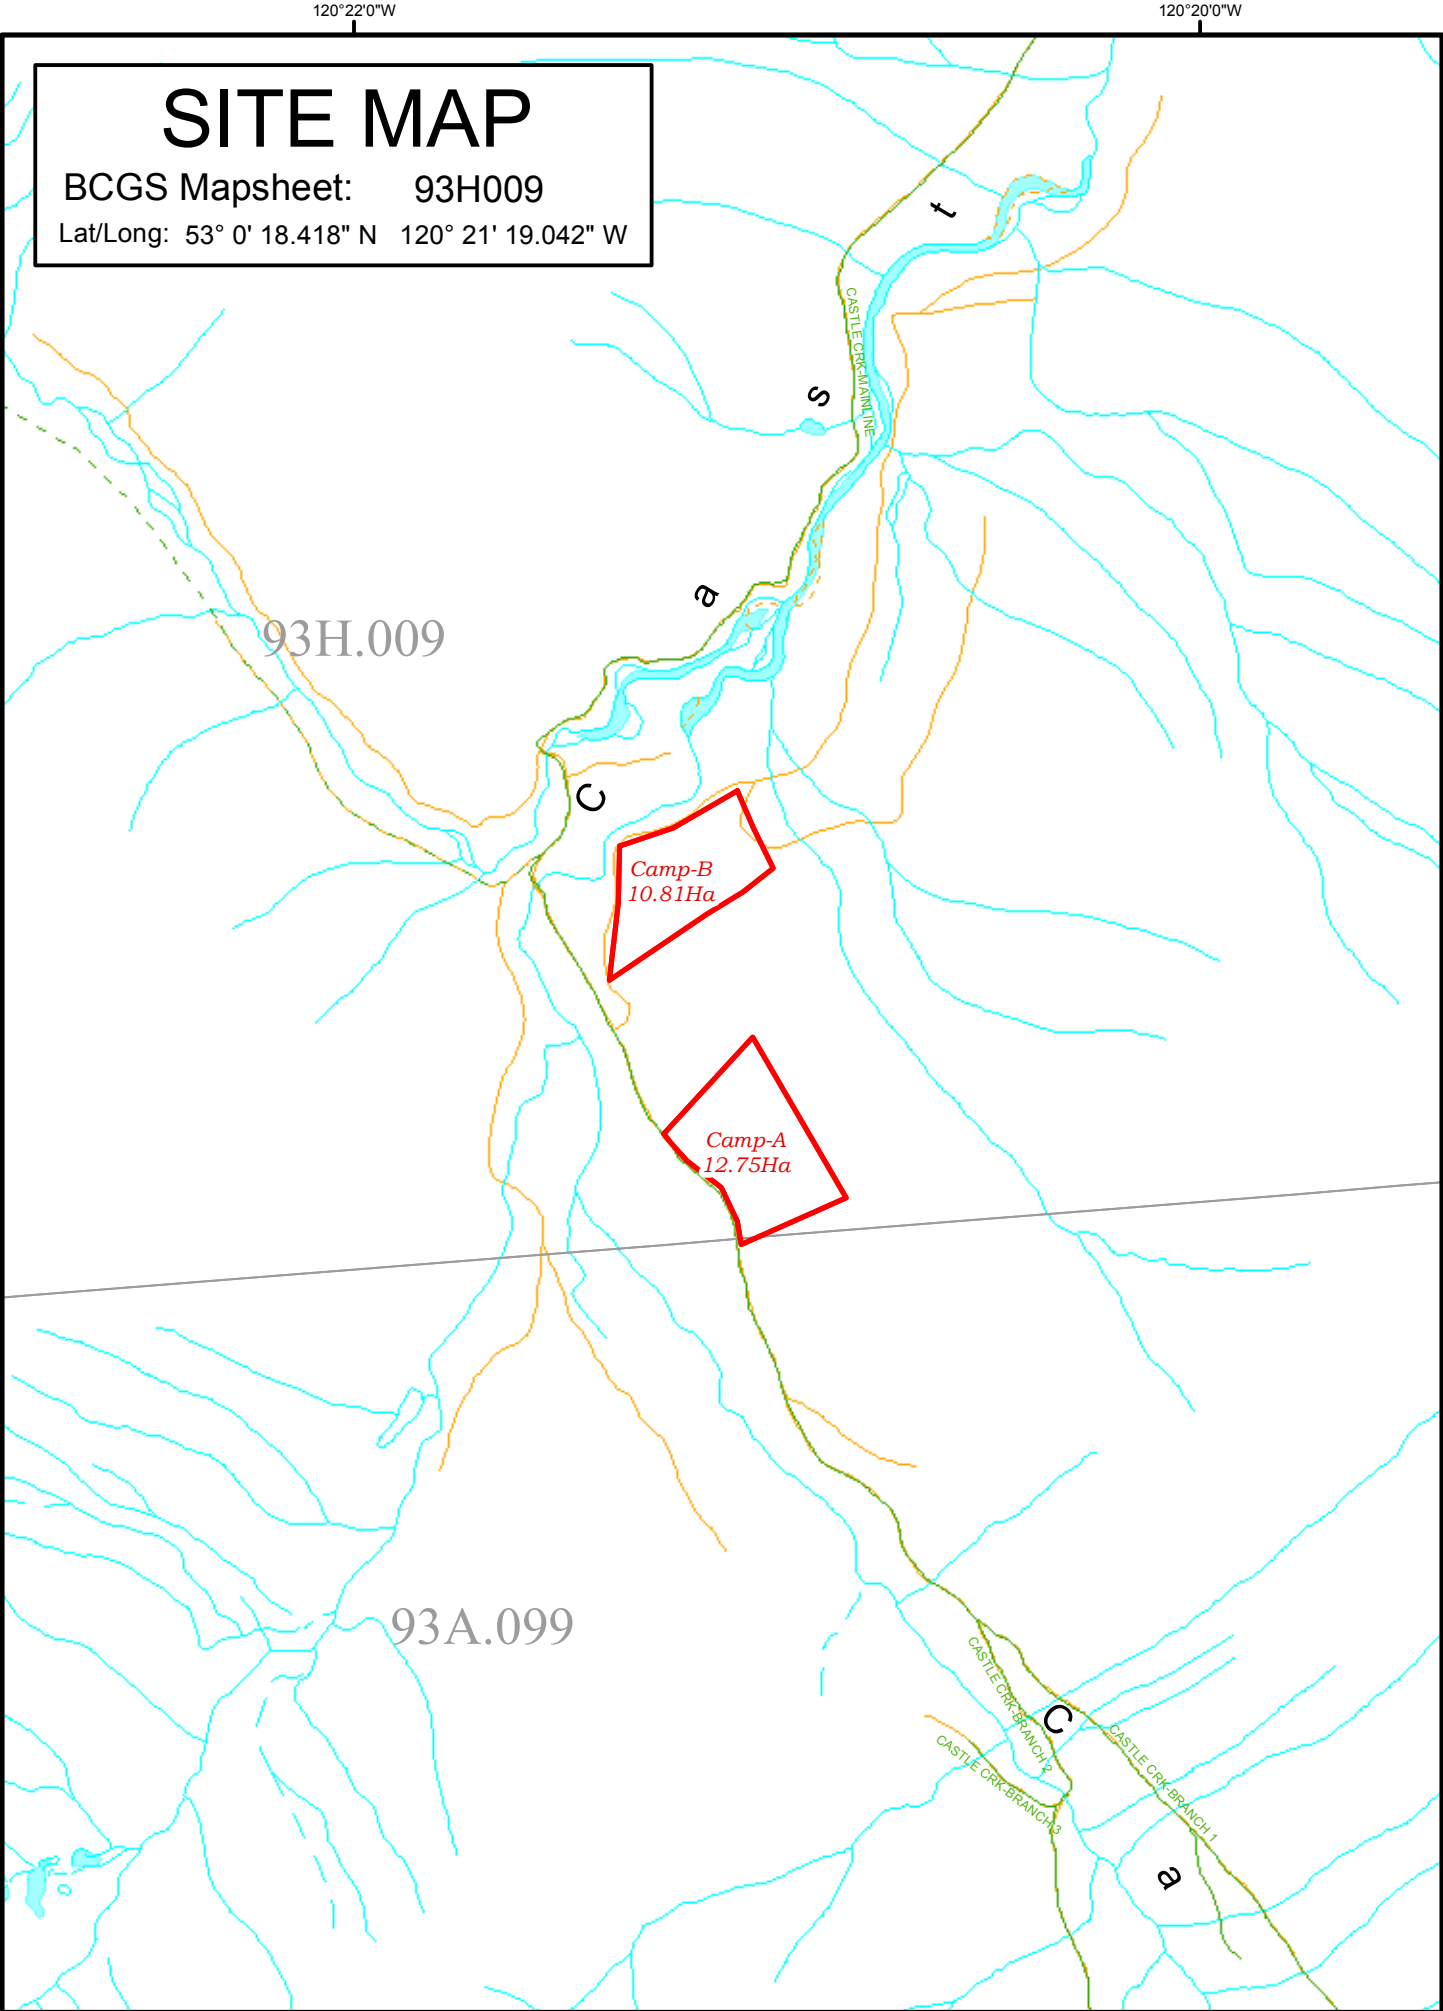 120°22'0"W
120°20'0"W
SITE MAP
BCGS Mapsheet: 93H009
Lat/Long: 53° 0' 18.418" N 120° 21' 19.042" W
t
CASTLE CRK-MAINLINE
s
a
93H.009
C
Camp-B
10.81Ha
Camp-A
12.75Ha
93A.099
CASTLE CRK-BRANCH 2
C
CASTLE CRK-BRANCH 1
CASTLE CRK-BRANCH 3
a